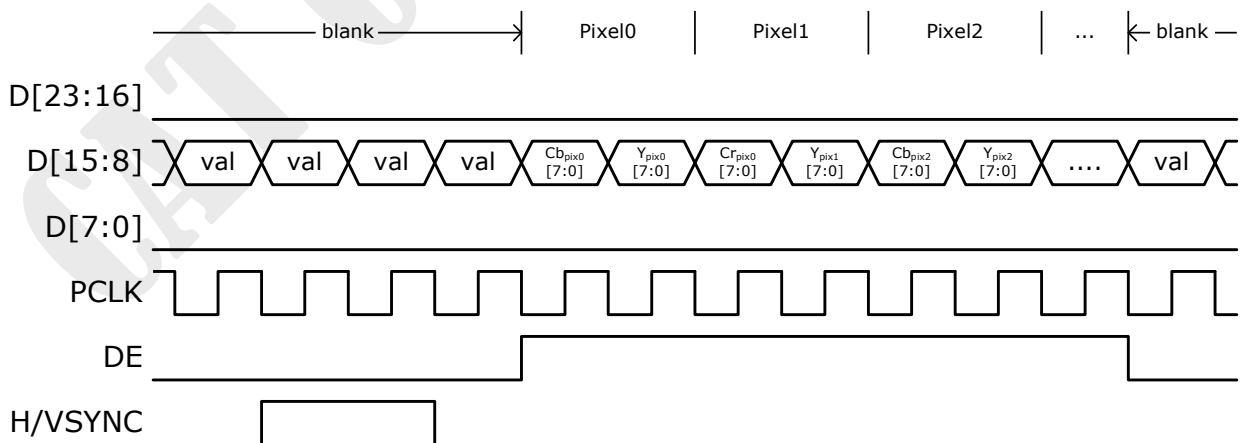 blank Pixel0 Pixel1 Pixel2 ... blank
D[23:16]
D[15:8] val val val val Cbpix0 [7:0] Ypix0 [7:0] Crpix0 [7:0] Ypix1 [7:0] Cbpix2 [7:0] Ypix2 [7:0] .... val
D[7:0]
PCLK
DE
H/VSYNC
CAT